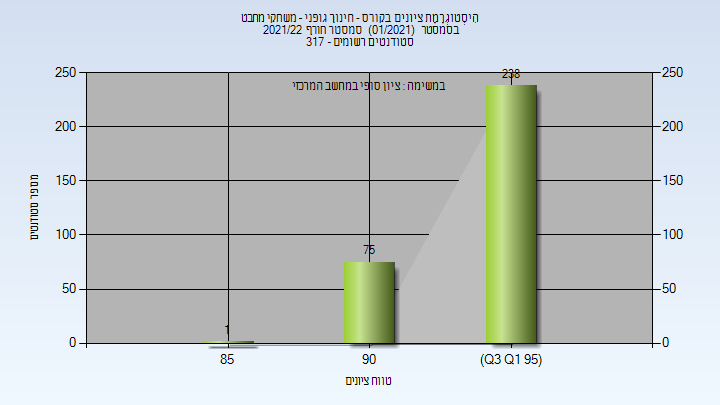 הִיסְטוגרָמַת ציונים בקורס - חינוך גופני - משחקי מחבט
בסמסטר (01/2021) סמסטר חורף 2021/22
סטודנטים רשומים - 317
במשימה : ציון סופי במחשב המרכזי
250 250
238
200 200
150 150
100 100
75
50 50
1
0 0
85 90 (Q3 Q1 95)
מספר סטודנטים
טווח ציונים